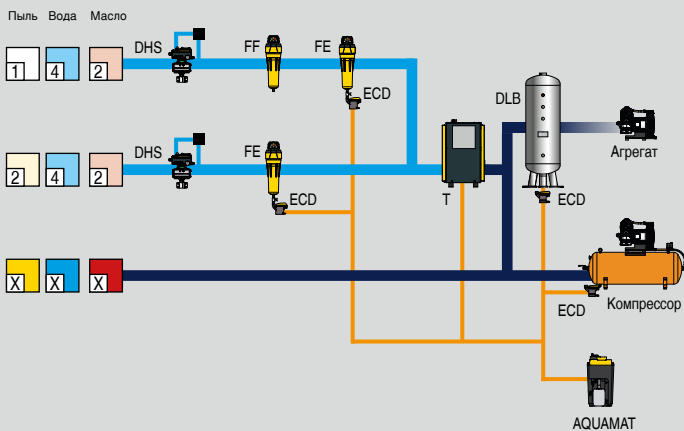 Пыль Вода Масло
DHS FF FE
1 4 2
ECD
DLB
Агрегат
DHS FE
2 4 2
ECD
T
ECD
X X X
ECD
Компрессор
AQUAMAT